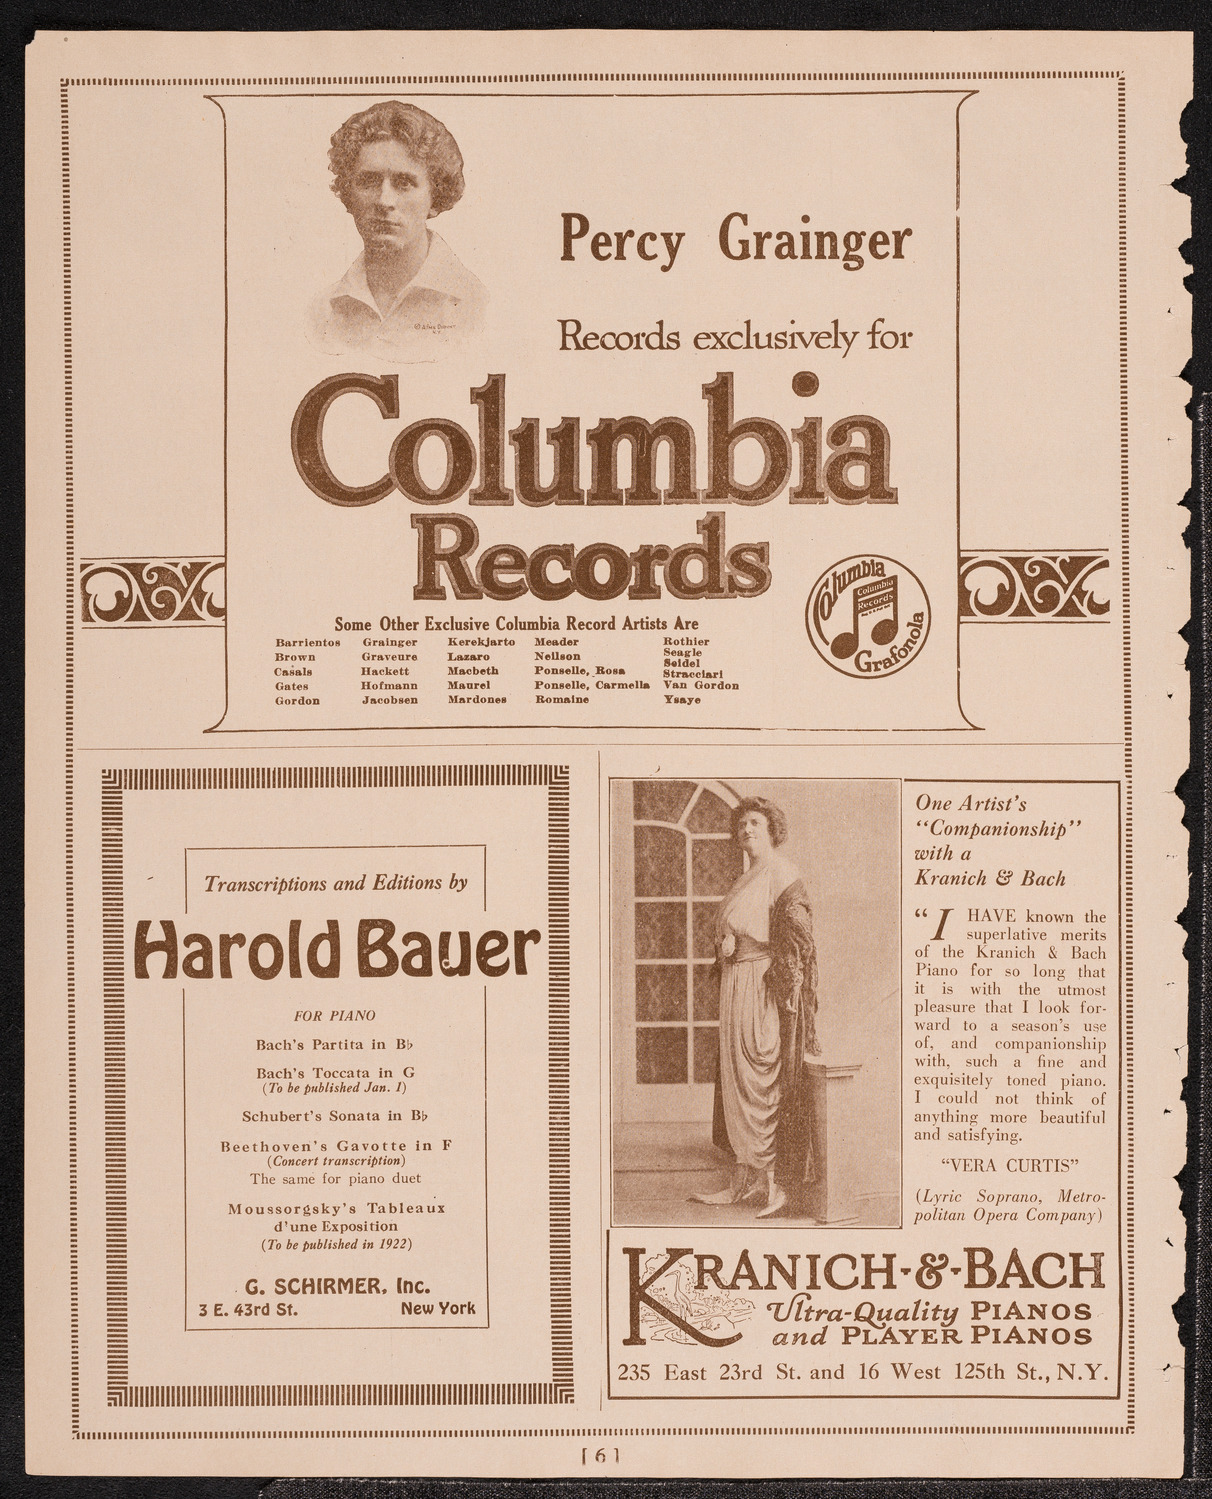 Percy Grainger
Records exclusively for
Columbia
Records
Columbia
Columbia
Records
Grafonola
Some Other Exclusive Columbia Record Artists Are
Barrientos Grainger Kerekjarto Meader Rothier
Brown Graveure Lazaro Neilson Seagle
Casals Hackett Macbeth Ponselle, Rosa Seidel
Gates Hofmann Maurel Ponselle, Carmella Stracciari
Gordon Jacobsen Mardones Romaine Van Gordon
Ysaye
Transcriptions and Editions by
Harold Bauer
FOR PIANO
Bach's Partita in B♭
Bach's Toccata in G
(To be published Jan. 1)
Schubert's Sonata in B♭
Beethoven's Gavotte in F
(Concert transcription)
The same for piano duet
Moussorgsky's Tableaux
d'une Exposition
(To be published in 1922)
G. SCHIRMER, Inc.
3 E. 43rd St. New York
One Artist's
"Companionship"
with a
Kranich & Bach
"I HAVE known the
superlative merits
of the Kranich & Bach
Piano for so long that
it is with the utmost
pleasure that I look for-
ward to a season's use
of, and companionship
with, such a fine and
exquisitely toned piano.
I could not think of
anything more beautiful
and satisfying.
"VERA CURTIS"
(Lyric Soprano, Metro-
politan Opera Company)
KRANICH-&-BACH
Ultra-Quality PIANOS
and PLAYER PIANOS
235 East 23rd St. and 16 West 125th St., N.Y.
[6]